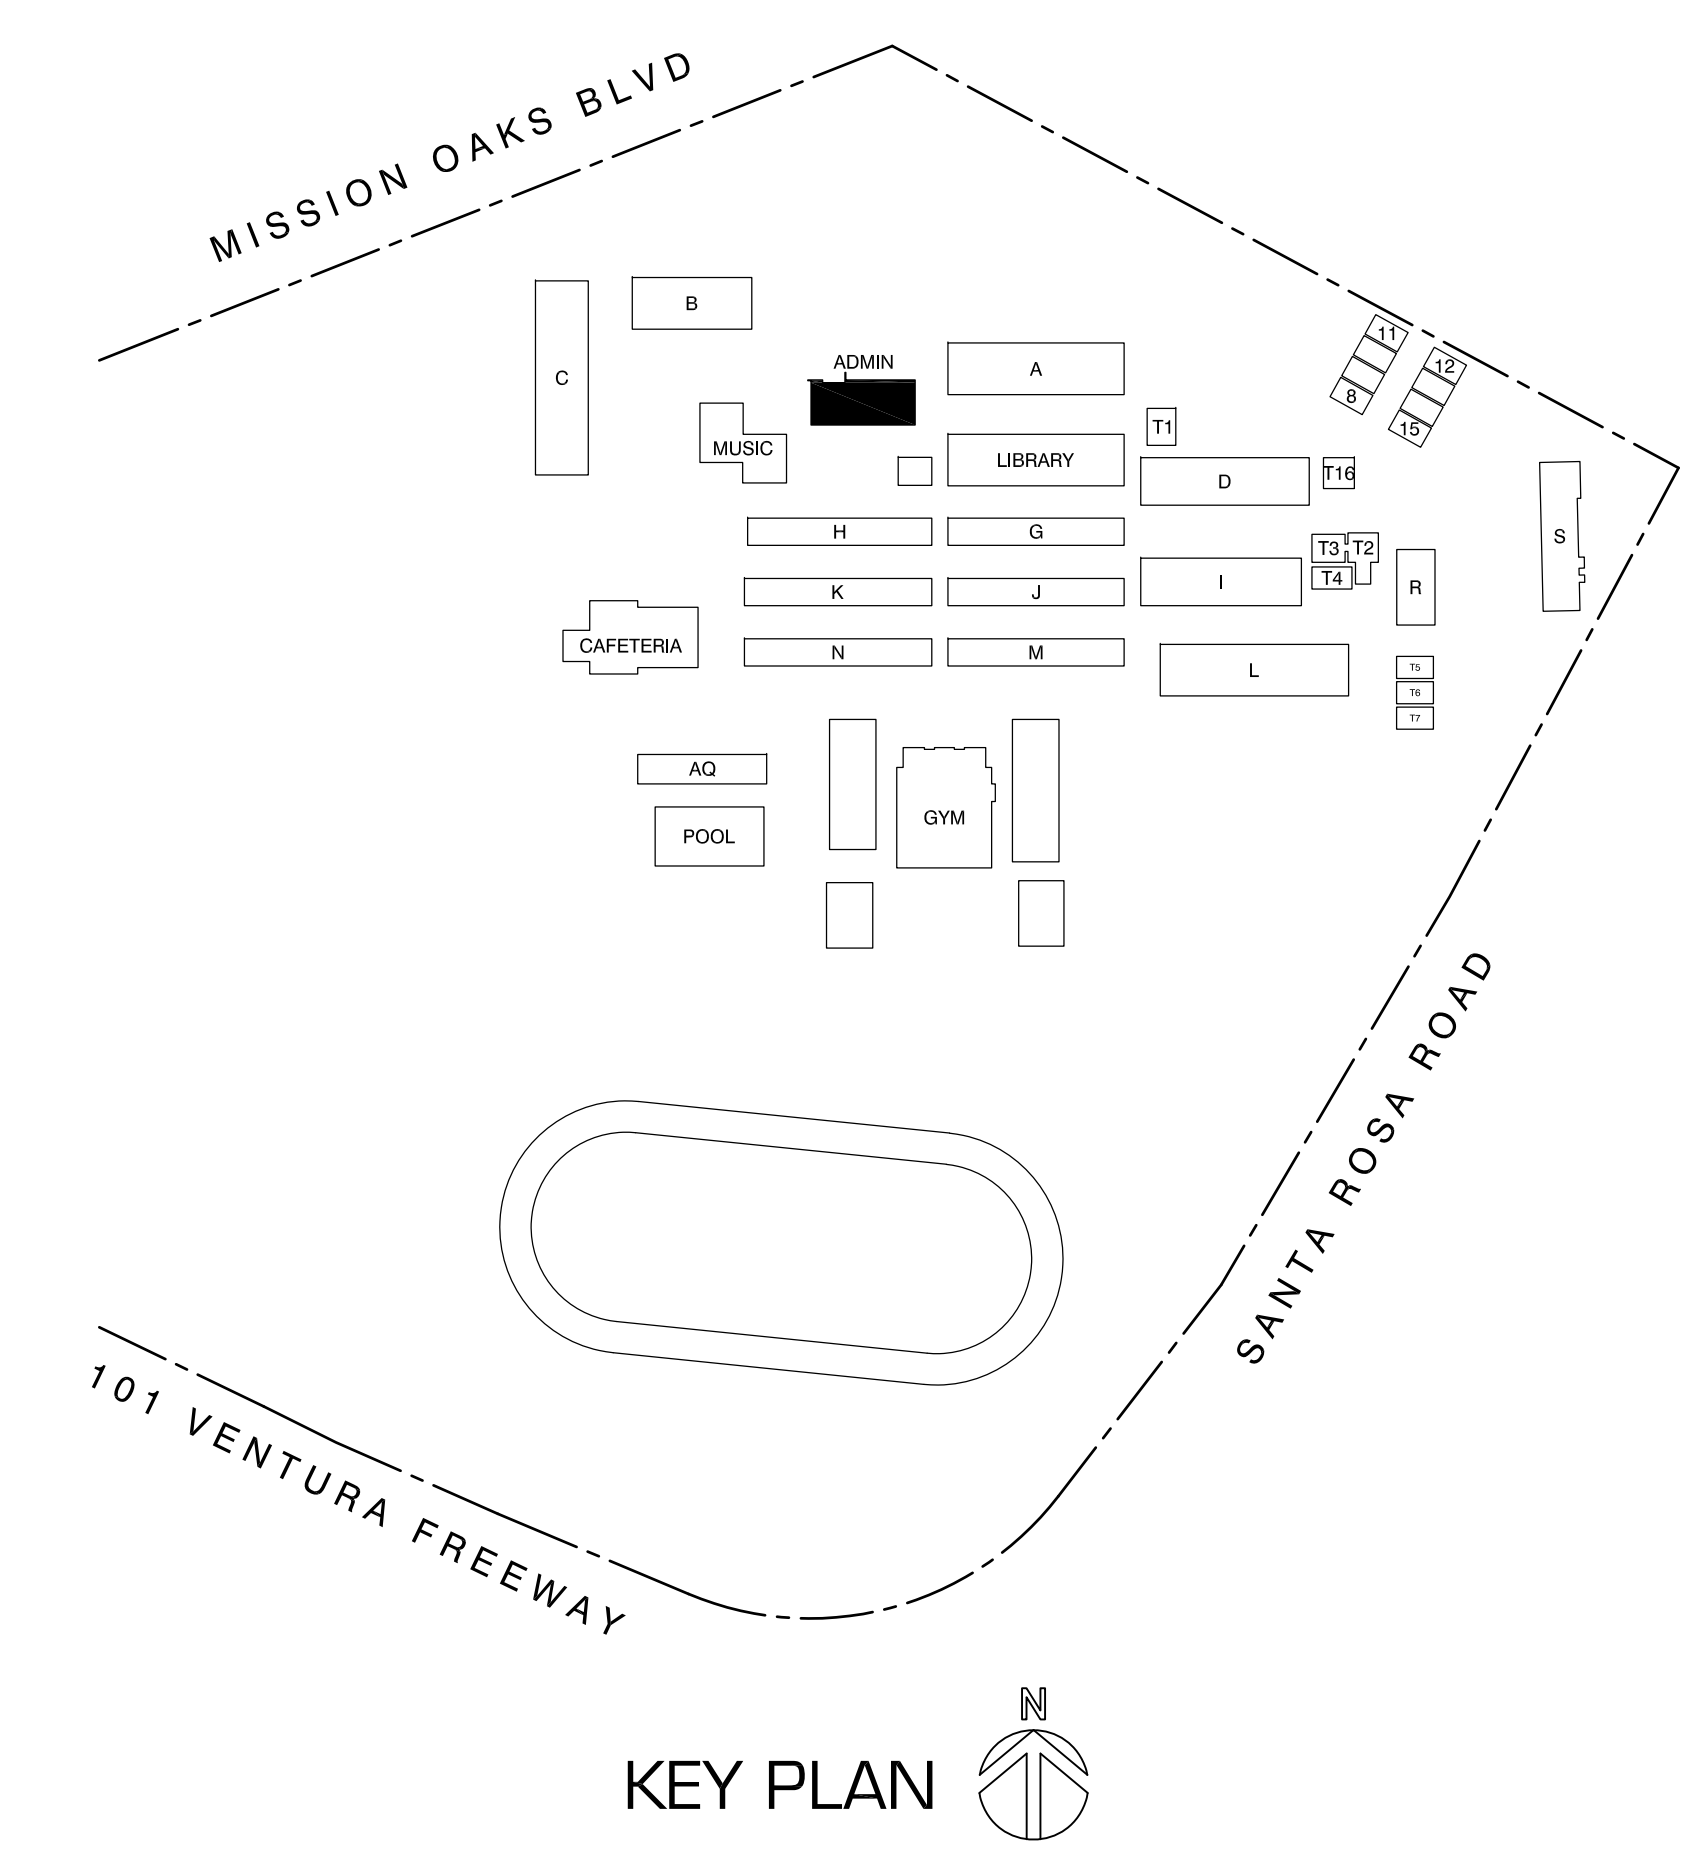 MISSION OAKS BLVD
B
11
ADMIN
A
12
C
8
T1
15
MUSIC
LIBRARY
T16
D
H
G
S
T3
T2
T4
I
R
K
J
CAFETERIA
N
M
L
T5
T6
T7
AQ
GYM
POOL
SANTA ROSA ROAD
101 VENTURA FREEWAY
N
KEY PLAN